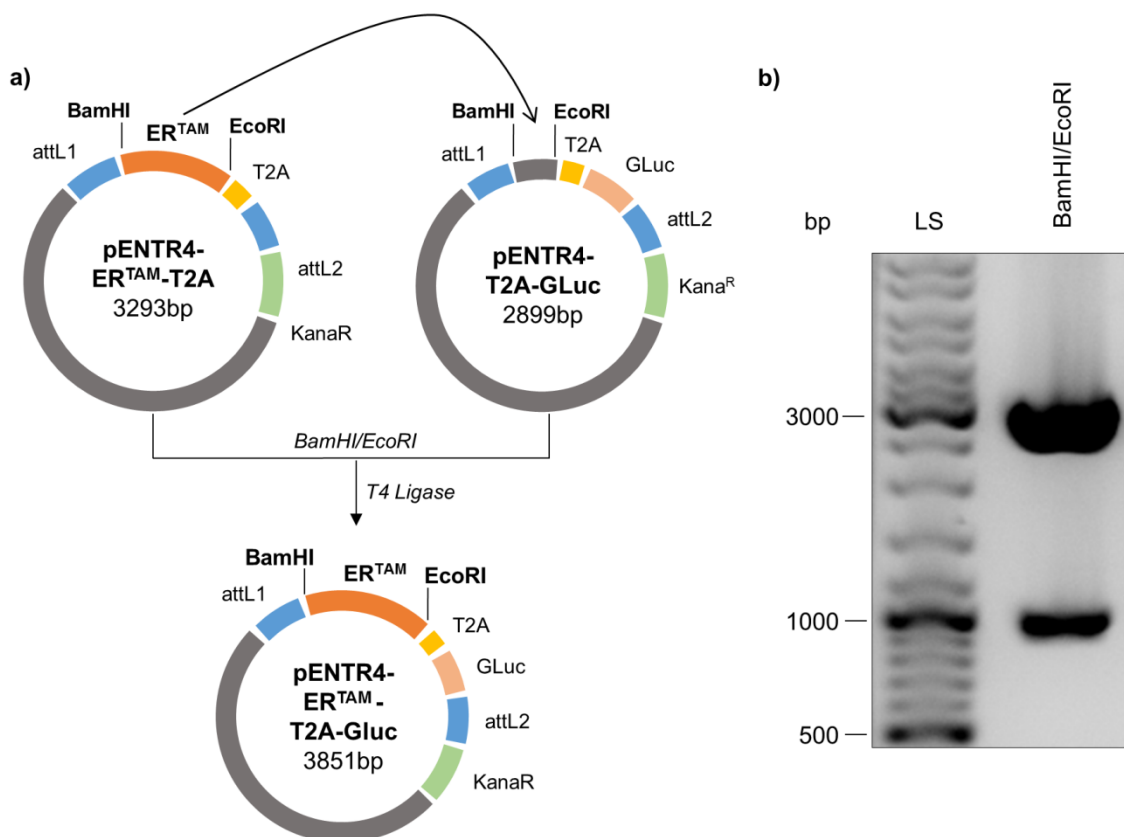 a)
BamHI
ER^TAM
EcoRI
attL1
T2A
attL2
KanaR
pENTR4-
ER^TAM-T2A
3293bp
BamHI
EcoRI
attL1
T2A
GLuc
attL2
Kana^R
pENTR4-
T2A-GLuc
2899bp
BamHI/EcoRI
T4 Ligase
BamHI
ER^TAM
EcoRI
attL1
T2A
GLuc
attL2
KanaR
pENTR4-
ER^TAM -
T2A-Gluc
3851bp
b)
BamHI/EcoRI
bp
LS
3000
1000
500